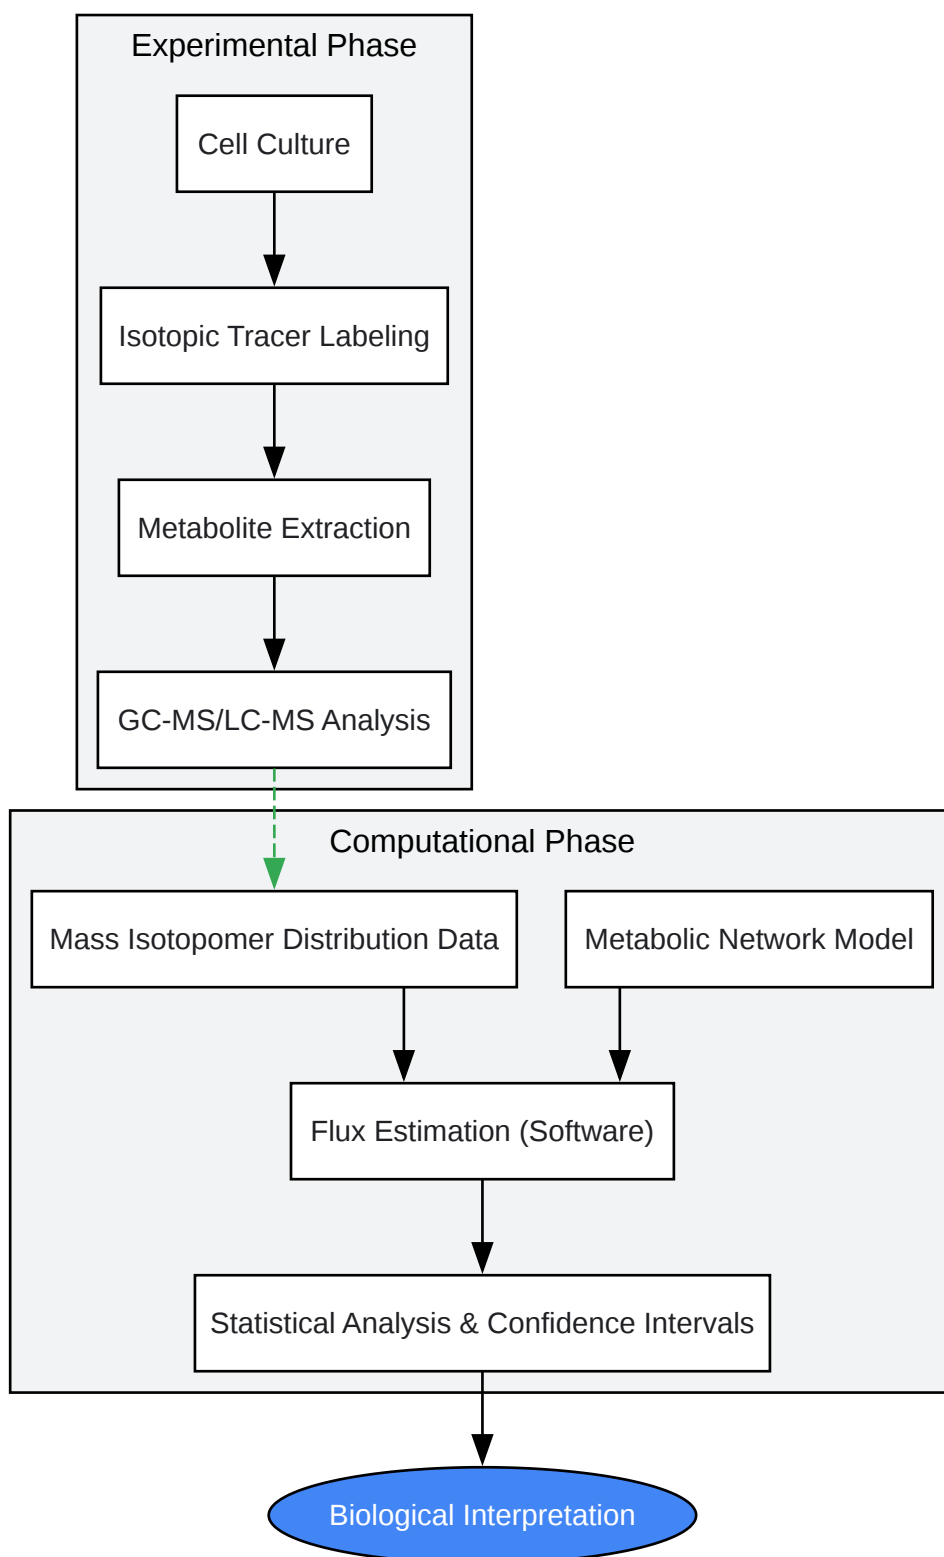 Experimental Phase
Cell Culture
Isotopic Tracer Labeling
Metabolite Extraction
GC-MS/LC-MS Analysis
Computational Phase
Mass Isotopomer Distribution Data
Metabolic Network Model
Flux Estimation (Software)
Statistical Analysis & Confidence Intervals
Biological Interpretation